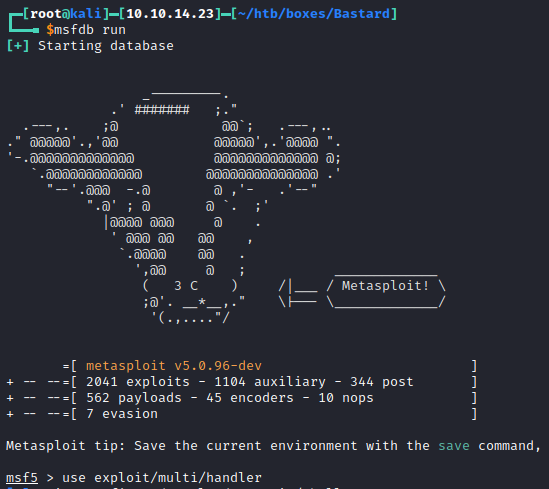 ┌─[root@kali]─[10.10.14.23]─[~/htb/boxes/Bastard]
└──╼ $msfdb run
[+] Starting database
_---------.
.' #######   ;."
.---,.    ;@             @@`;   .---,..
." @@@@@'.,'@@            @@@@@',.'@@@@ ".
'-.@@@@@@@@@@@@@          @@@@@@@@@@@@@ @;
`.@@@@@@@@@@@@        @@@@@@@@@@@@@@ .'
"--'.@@@  -.@        @ ,'-   .'--"
".@' ; @       @ `.  ;'
|@@@@ @@@     @    .
' @@@ @@   @@    ,
`.@@@@    @@   .
',@@     @   ;           _____________
(   3 C    )     /|___ / Metasploit! \
;@'. __*__,."    \|--- \_____________/
'(.,...."/
=[ metasploit v5.0.96-dev                          ]
+ -- --=[ 2041 exploits - 1104 auxiliary - 344 post       ]
+ -- --=[ 562 payloads - 45 encoders - 10 nops            ]
+ -- --=[ 7 evasion                                       ]
Metasploit tip: Save the current environment with the save command,
msf5 > use exploit/multi/handler